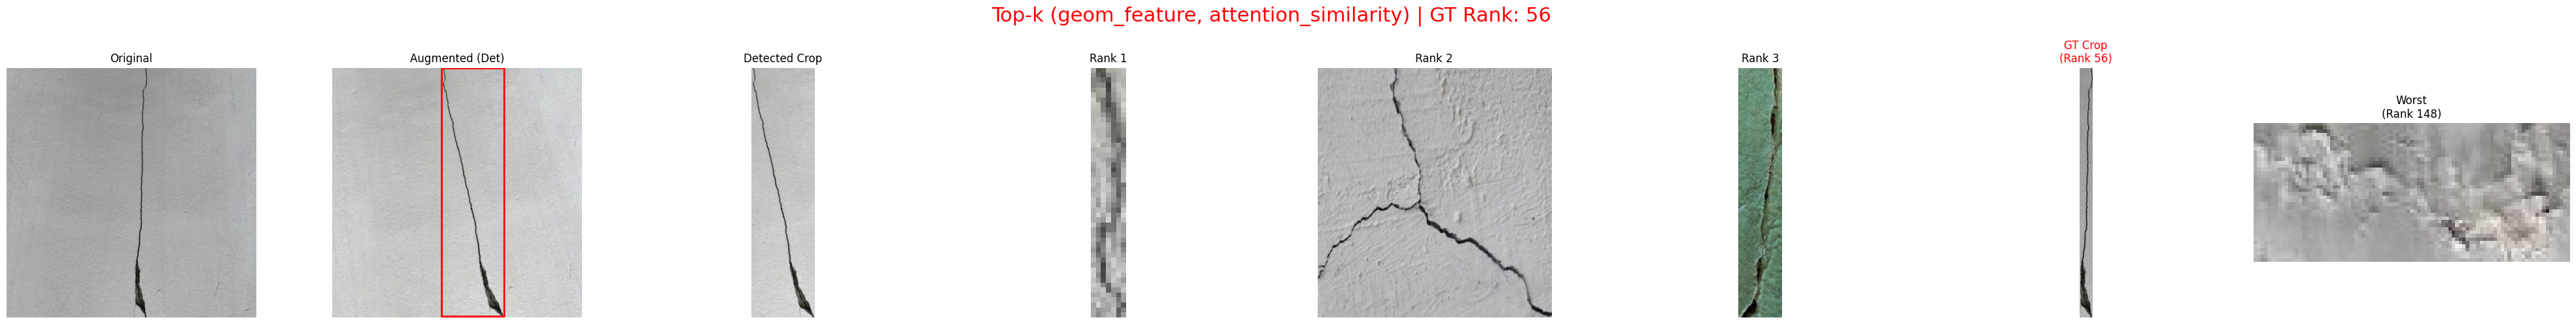 Top-k (geom_feature, attention_similarity) | GT Rank: 56
Original
Augmented (Det)
Detected Crop
Rank 1
Rank 2
Rank 3
GT Crop
(Rank 56)
Worst
(Rank 148)